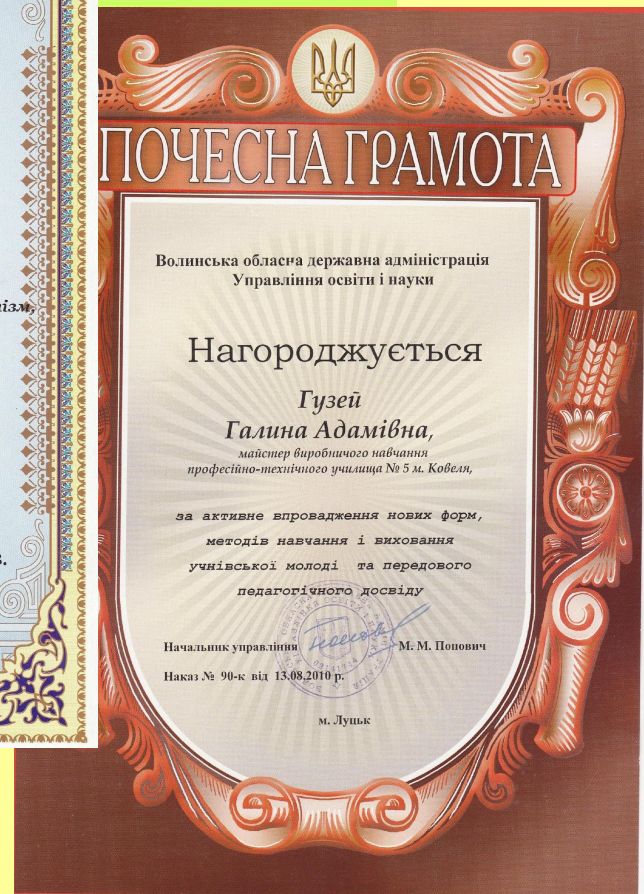 ПОЧЕСНА ГРАМОТА
Волинська обласна державна адміністрація
Управління освіти і науки
Нагороджується
Гузей
Галина Адамівна,
майстер виробничого навчання
професійно-технічного училища № 5 м. Ковеля,
за активне впровадження нових форм,
методів навчання і виховання
учнівської молоді та передового
педагогічного досвіду
Начальник управління М. М. Попович
Наказ № 90-к від 13.08.2010 р.
м. Луцьк